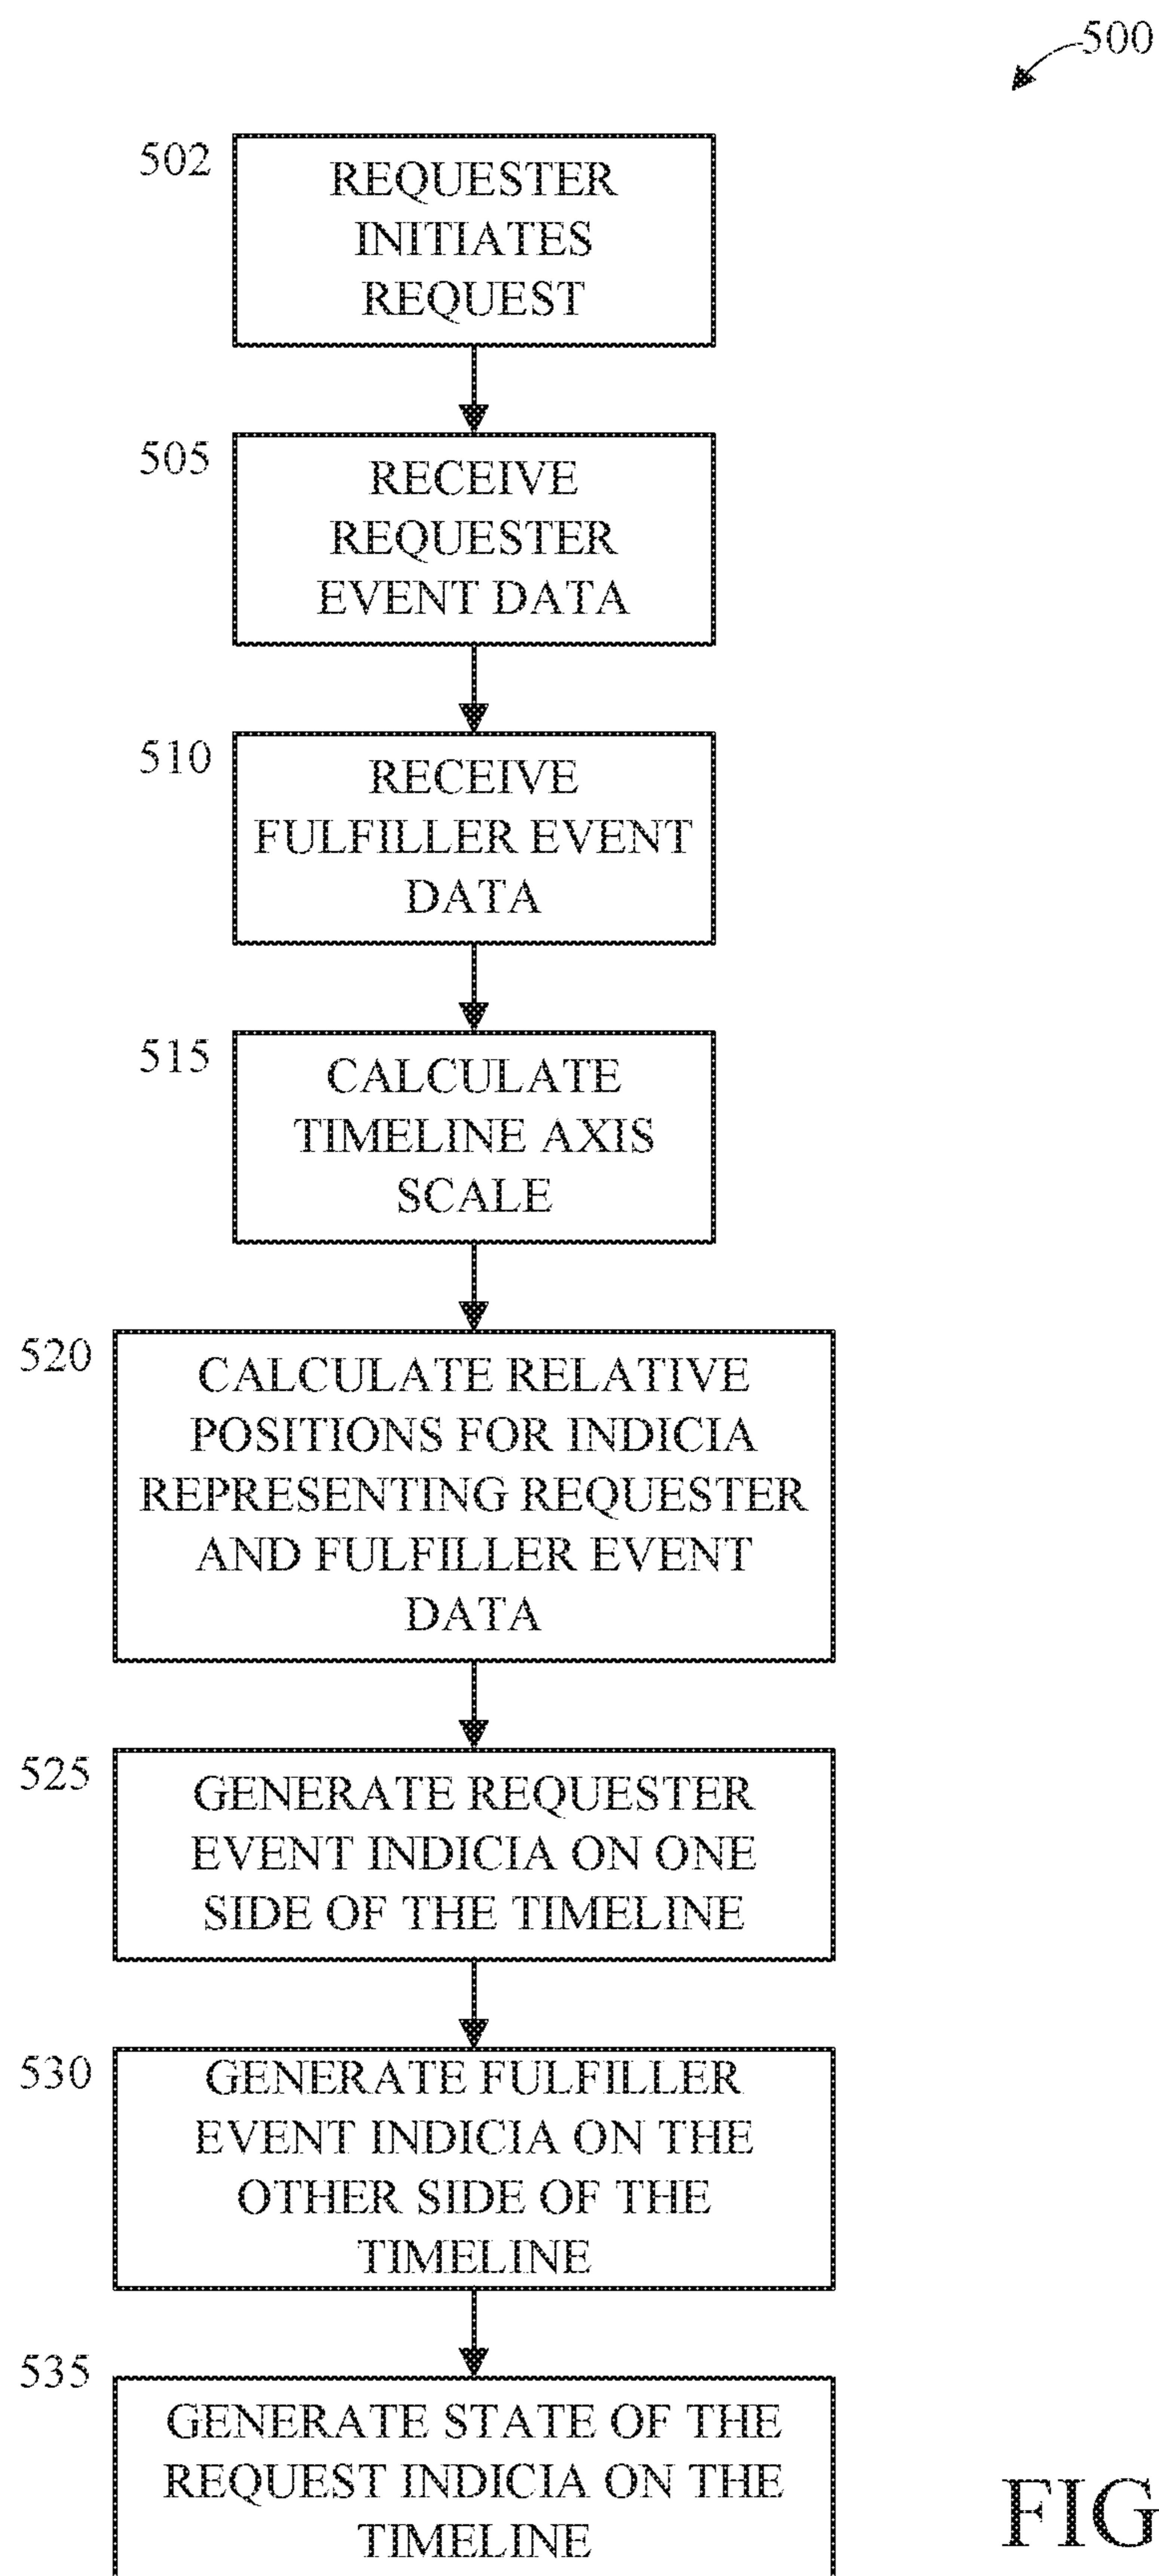 500
502
REQUESTER
INITIATES
REQUEST
505
RECEIVE
REQUESTER
EVENT DATA
510
RECEIVE
FULFILLER EVENT
DATA
515
CALCULATE
TIMELINE AXIS
SCALE
520
CALCULATE RELATIVE
POSITIONS FOR INDICIA
REPRESENTING REQUESTER
AND FULFILLER EVENT
DATA
525
GENERATE REQUESTER
EVENT INDICIA ON ONE
SIDE OF THE TIMELINE
530
GENERATE FULFILLER
EVENT INDICIA ON THE
OTHER SIDE OF THE
TIMELINE
535
GENERATE STATE OF THE
REQUEST INDICIA ON THE
TIMELINE
FIG